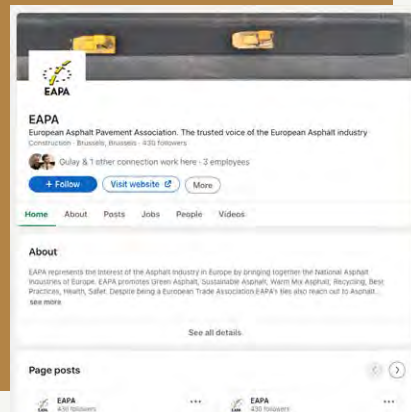 EAPA
EAPA
European Asphalt Pavement Association. The trusted voice of the European Asphalt industry
Construction · Brussels, Brussels · 430 followers
Gulay & 1 other connection work here · 3 employees
+ Follow
Visit website
More
Home About Posts Jobs People Videos
About
EAPA represents the interest of the Asphalt Industry in Europe by bringing together the National Asphalt
Industries of Europe. EAPA promotes Green Asphalt, Sustainable Asphalt, Warm Mix Asphalt, Recycling, Best
Practices, Health, Safet. Despite being a European Trade Association EAPA's ties also reach out to Asphalt...
see more
See all details
Page posts
EAPA
430 followers
EAPA
430 followers